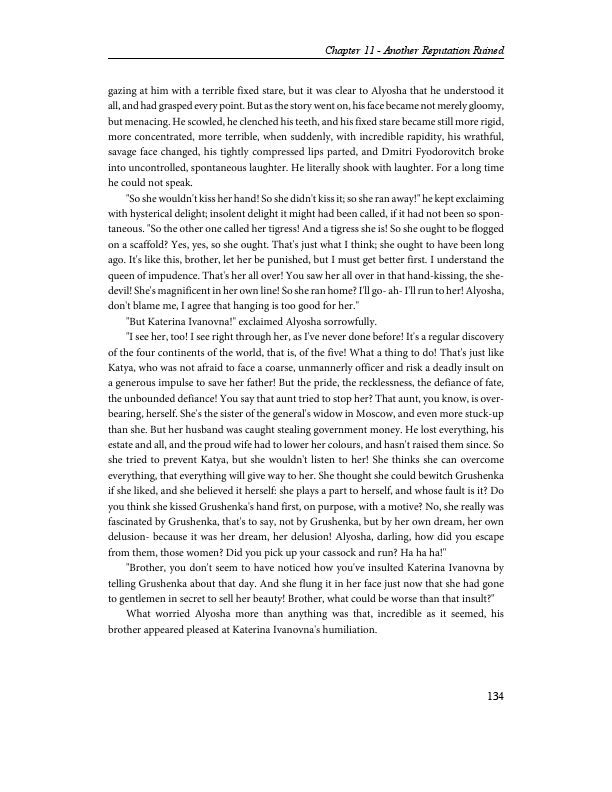 Chapter 11 - Another Reputation Ruined
gazing at him with a terrible fixed stare, but it was clear to Alyosha that he understood it
all, and had grasped every point. But as the story went on, his face became not merely gloomy,
but menacing. He scowled, he clenched his teeth, and his fixed stare became still more rigid,
more concentrated, more terrible, when suddenly, with incredible rapidity, his wrathful,
savage face changed, his tightly compressed lips parted, and Dmitri Fyodorovitch broke
into uncontrolled, spontaneous laughter. He literally shook with laughter. For a long time
he could not speak.
"So she wouldn't kiss her hand! So she didn't kiss it; so she ran away!" he kept exclaiming
with hysterical delight; insolent delight it might had been called, if it had not been so spon-
taneous. "So the other one called her tigress! And a tigress she is! So she ought to be flogged
on a scaffold? Yes, yes, so she ought. That's just what I think; she ought to have been long
ago. It's like this, brother, let her be punished, but I must get better first. I understand the
queen of impudence. That's her all over! You saw her all over in that hand-kissing, the she-
devil! She's magnificent in her own line! So she ran home? I'll go- ah- I'll run to her! Alyosha,
don't blame me, I agree that hanging is too good for her."
"But Katerina Ivanovna!" exclaimed Alyosha sorrowfully.
"I see her, too! I see right through her, as I've never done before! It's a regular discovery
of the four continents of the world, that is, of the five! What a thing to do! That's just like
Katya, who was not afraid to face a coarse, unmannerly officer and risk a deadly insult on
a generous impulse to save her father! But the pride, the recklessness, the defiance of fate,
the unbounded defiance! You say that aunt tried to stop her? That aunt, you know, is over-
bearing, herself. She's the sister of the general's widow in Moscow, and even more stuck-up
than she. But her husband was caught stealing government money. He lost everything, his
estate and all, and the proud wife had to lower her colours, and hasn't raised them since. So
she tried to prevent Katya, but she wouldn't listen to her! She thinks she can overcome
everything, that everything will give way to her. She thought she could bewitch Grushenka
if she liked, and she believed it herself: she plays a part to herself, and whose fault is it? Do
you think she kissed Grushenka's hand first, on purpose, with a motive? No, she really was
fascinated by Grushenka, that's to say, not by Grushenka, but by her own dream, her own
delusion- because it was her dream, her delusion! Alyosha, darling, how did you escape
from them, those women? Did you pick up your cassock and run? Ha ha ha!"
"Brother, you don't seem to have noticed how you've insulted Katerina Ivanovna by
telling Grushenka about that day. And she flung it in her face just now that she had gone
to gentlemen in secret to sell her beauty! Brother, what could be worse than that insult?"
What worried Alyosha more than anything was that, incredible as it seemed, his
brother appeared pleased at Katerina Ivanovna's humiliation.
134